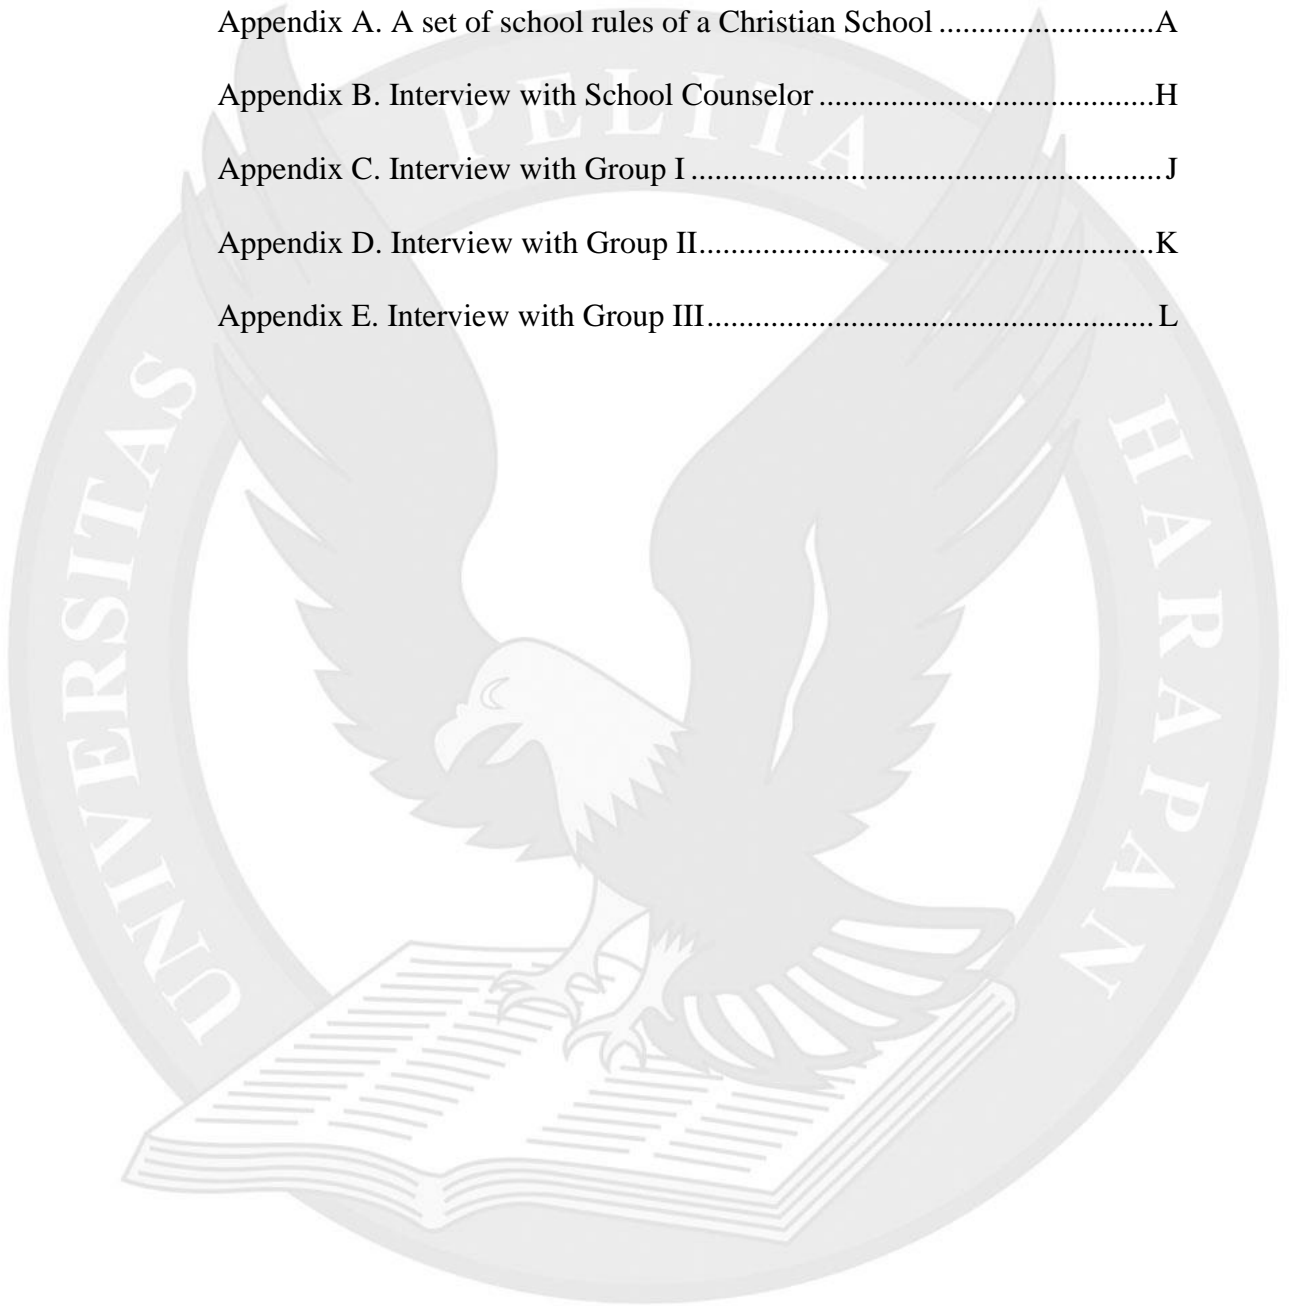 Appendix A. A set of school rules of a Christian School ...........................A
Appendix B. Interview with School Counselor ..........................................H
Appendix C. Interview with Group I ...........................................................J
Appendix D. Interview with Group II.........................................................K
Appendix E. Interview with Group III........................................................ L
UNIVERSITAS PELITA HARAPAN